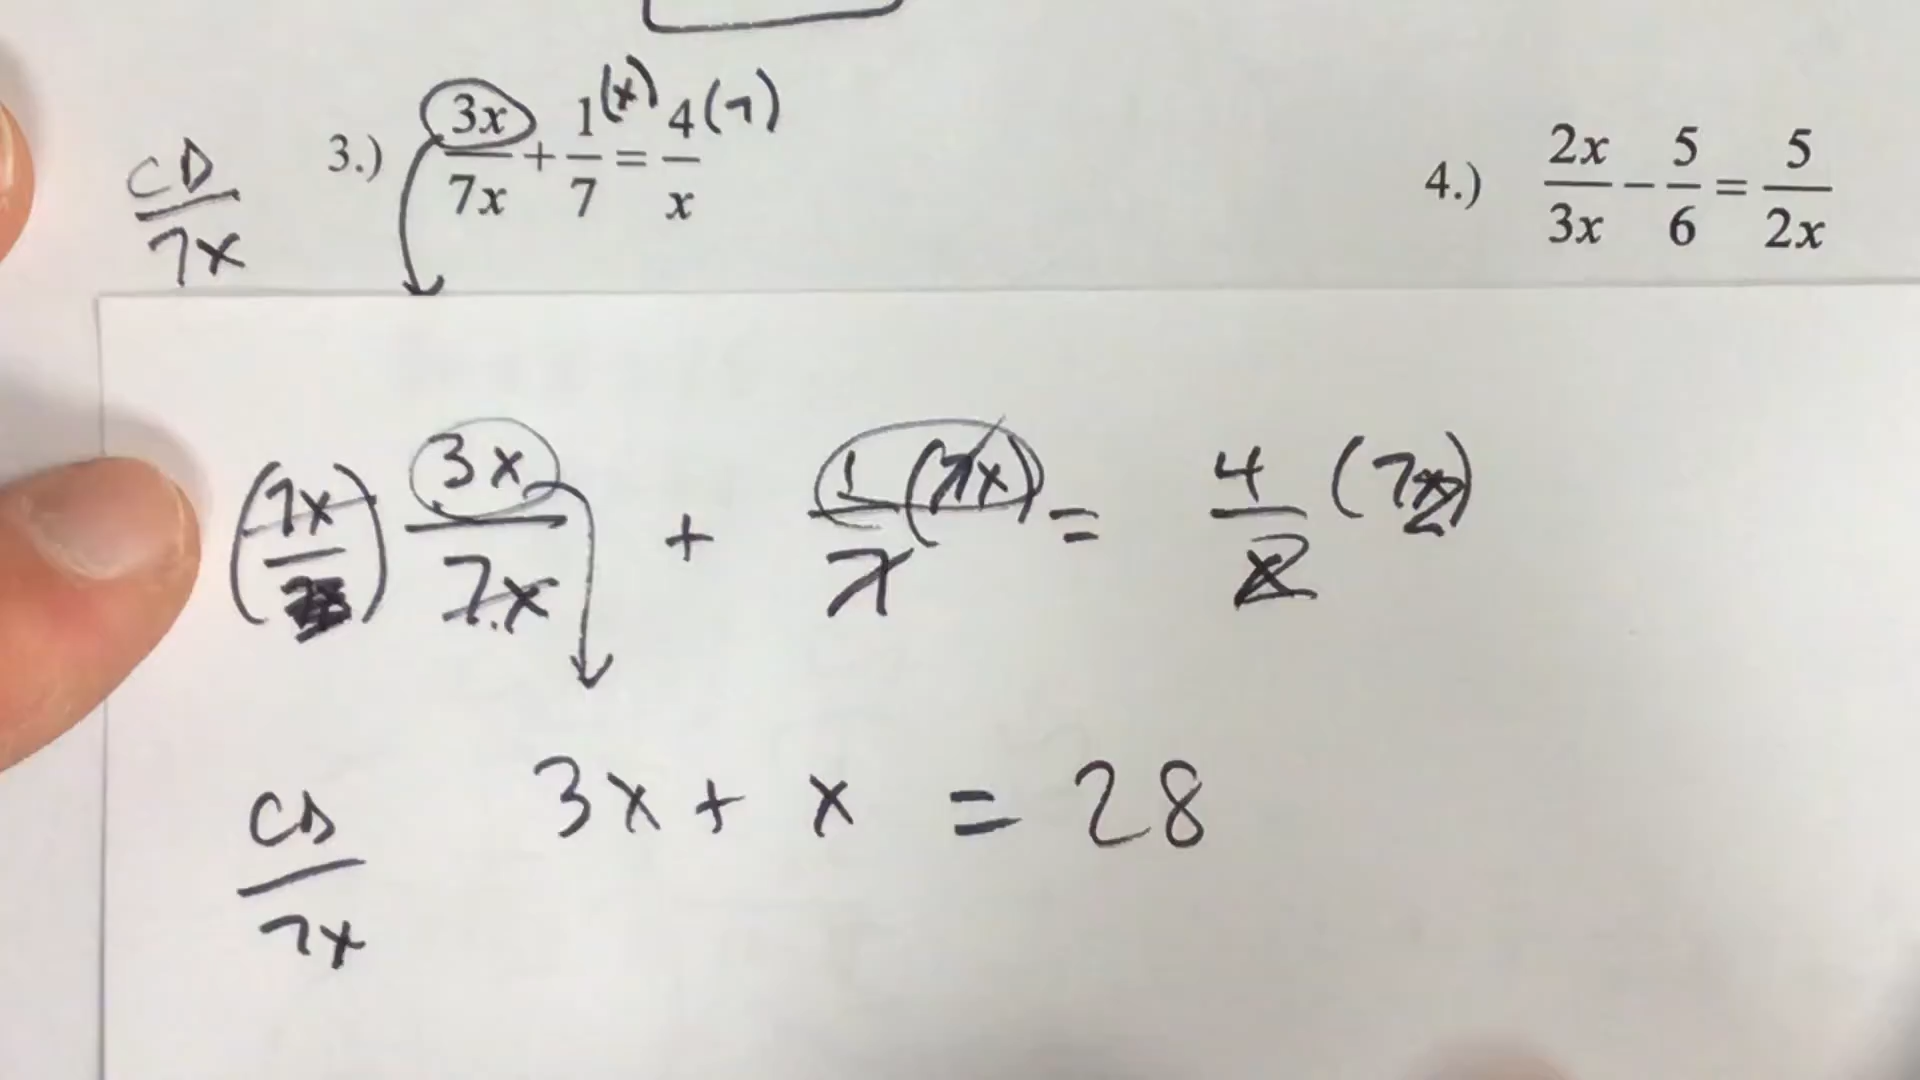 3.) 3x/7x + 1/7 (x) = 4/x (7)
CD
7x
4.) 2x/3x - 5/6 = 5/2x
(7x) 3x/7x + 1/7 (7x) = 4/x (7x)
3x + x = 28
CD
7x